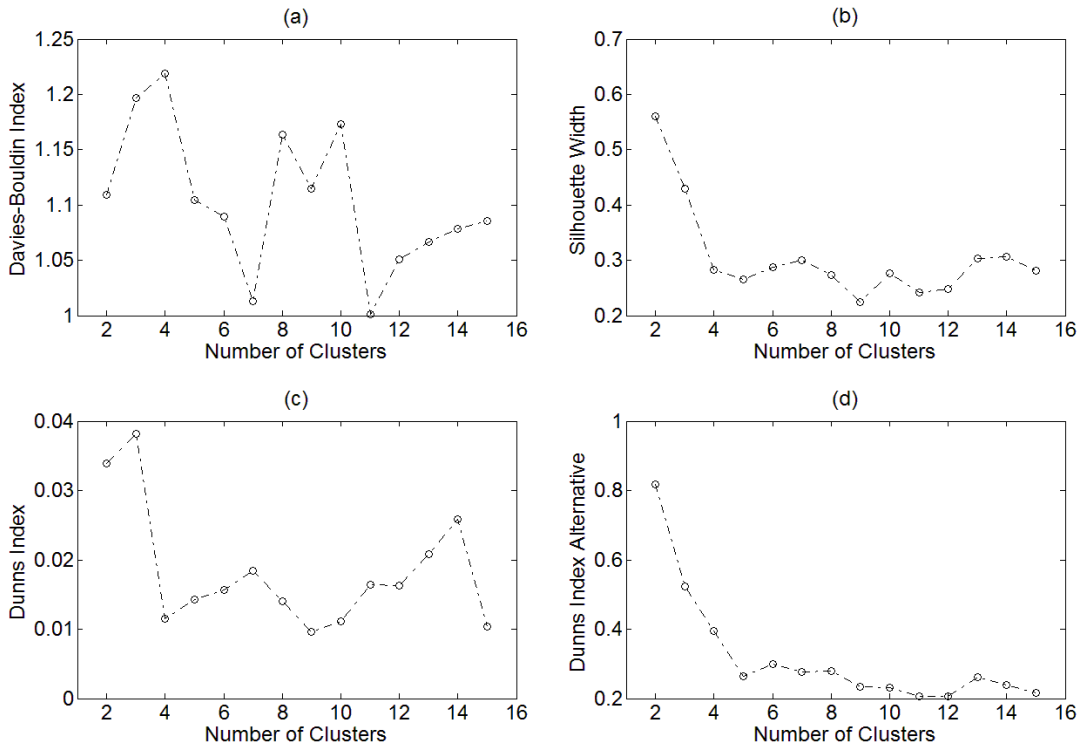 (a)
Davies-Bouldin Index
1.25
1.2
1.15
1.1
1.05
1
2 4 6 8 10 12 14 16
Number of Clusters
(b)
Silhouette Width
0.7
0.6
0.5
0.4
0.3
0.2
2 4 6 8 10 12 14 16
Number of Clusters
(c)
Dunns Index
0.04
0.03
0.02
0.01
0
2 4 6 8 10 12 14 16
Number of Clusters
(d)
Dunns Index Alternative
1
0.8
0.6
0.4
0.2
2 4 6 8 10 12 14 16
Number of Clusters